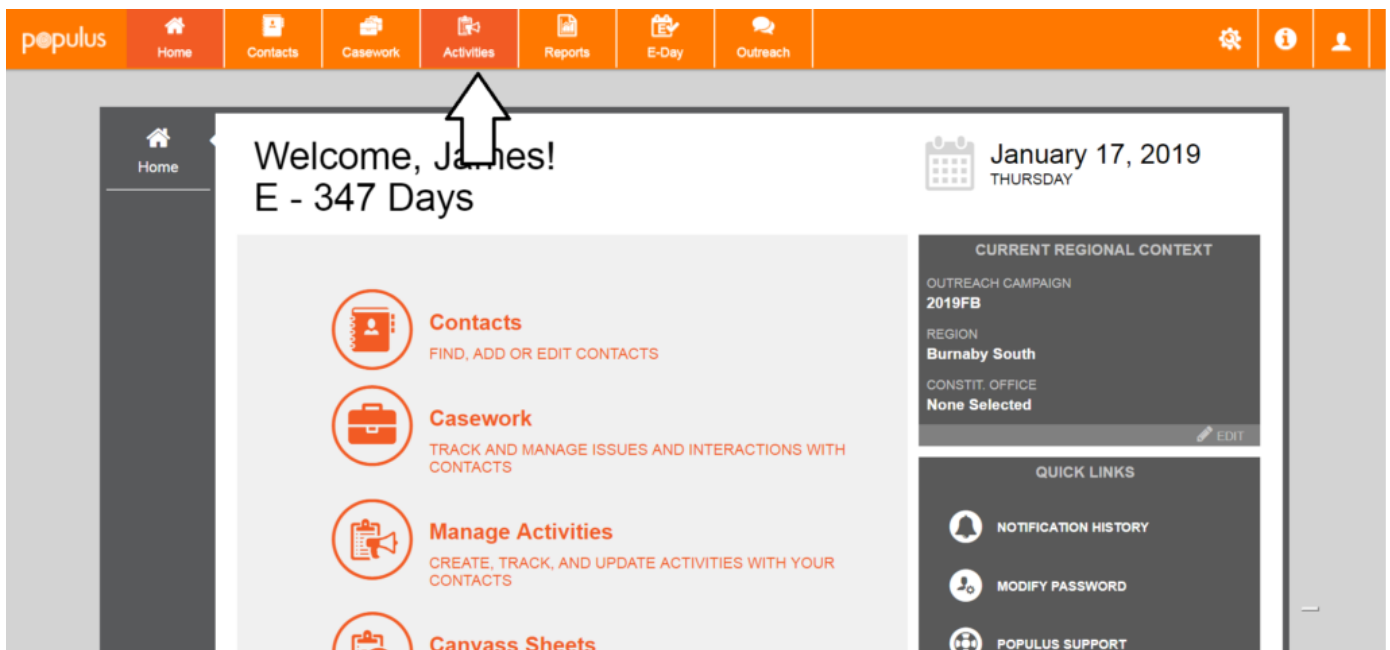 populus
Home
Contacts
Casework
Activities
Reports
E-Day
Outreach
Home
Welcome, James!
E - 347 Days
January 17, 2019
THURSDAY
Contacts
FIND, ADD OR EDIT CONTACTS
Casework
TRACK AND MANAGE ISSUES AND INTERACTIONS WITH
CONTACTS
Manage Activities
CREATE, TRACK, AND UPDATE ACTIVITIES WITH YOUR
CONTACTS
Canvass Sheets
CURRENT REGIONAL CONTEXT
OUTREACH CAMPAIGN
2019FB
REGION
Burnaby South
CONSTIT. OFFICE
None Selected
EDIT
QUICK LINKS
NOTIFICATION HISTORY
MODIFY PASSWORD
POPULUS SUPPORT